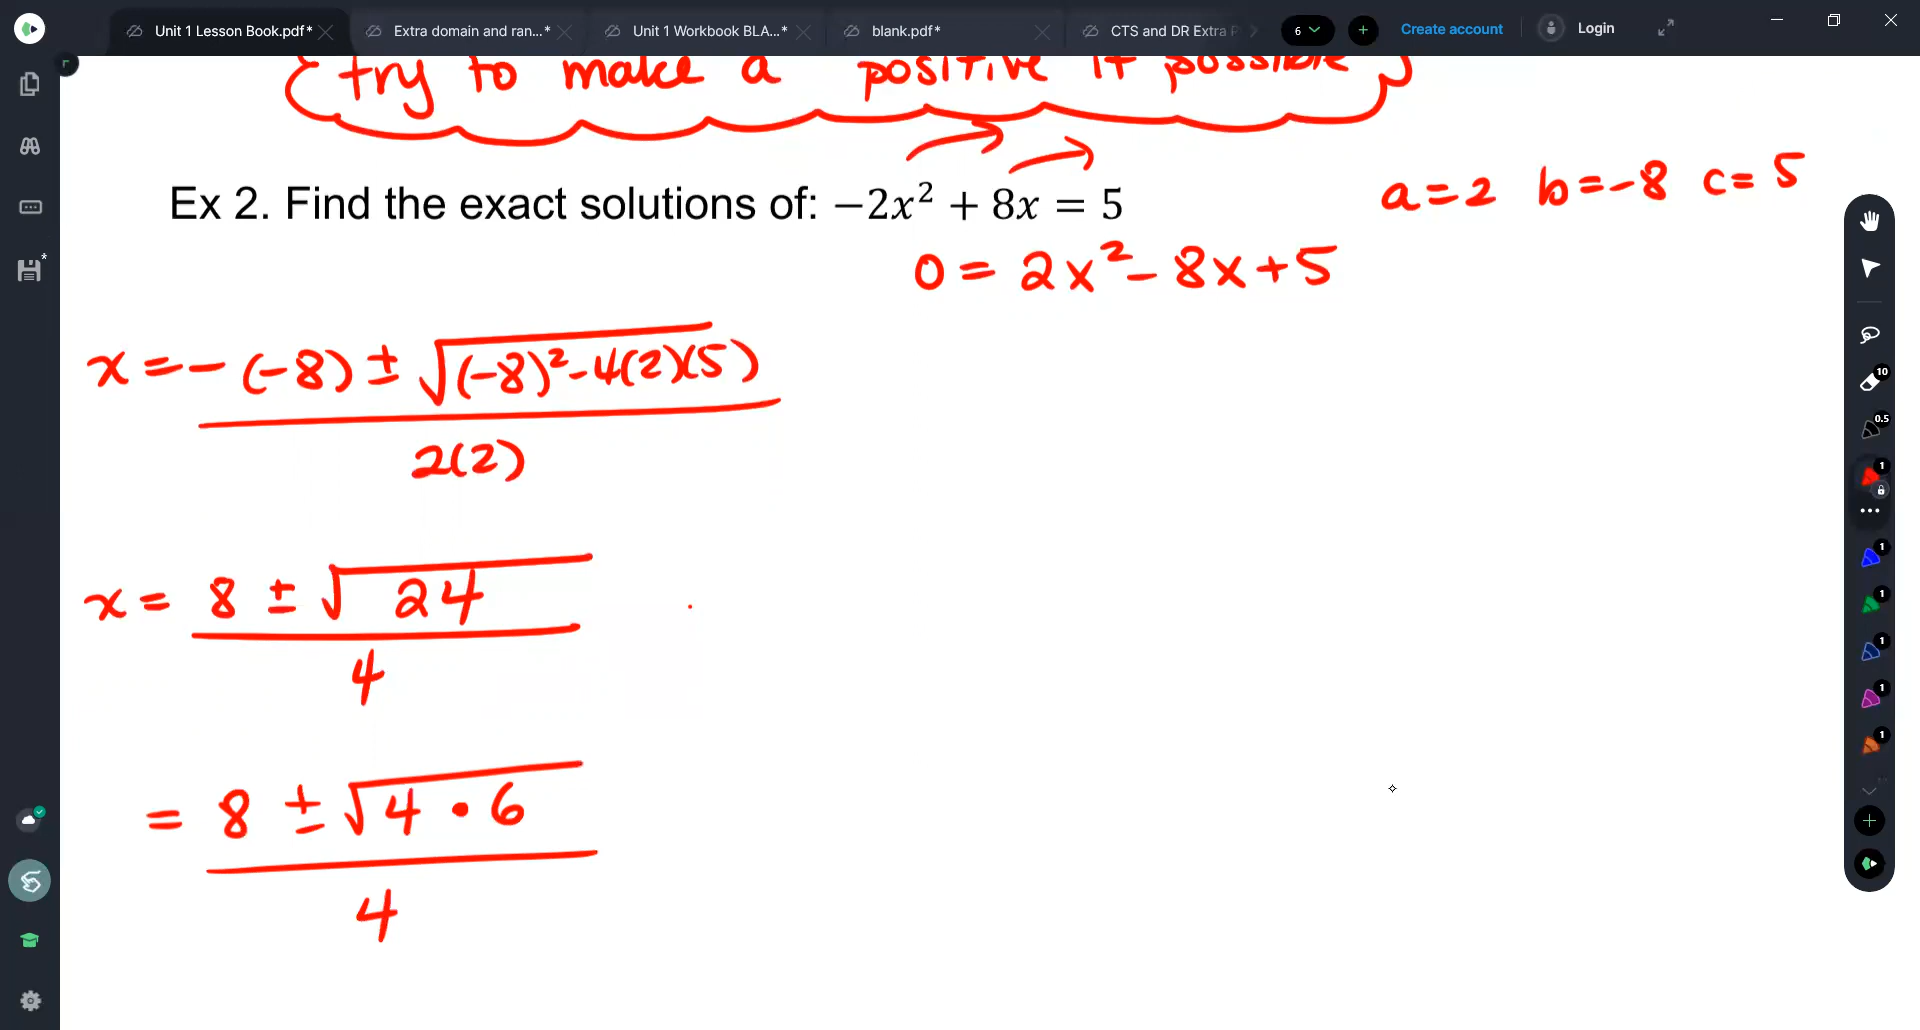 Unit 1 Lesson Book.pdf* Extra domain and ran...* Unit 1 Workbook BLA...* blank.pdf* CTS and DR Extra 6 Create account Login
try to make a positive if possible
Ex 2. Find the exact solutions of: −2x² + 8x = 5
a=2 b=-8 c=5
0 = 2x² - 8x + 5
x = -(-8) ± √((-8)² - 4(2)(5))
2(2)
x = 8 ± √24
4
= 8 ± √4 • 6
4
10
0.5
1
1
1
1
1
1